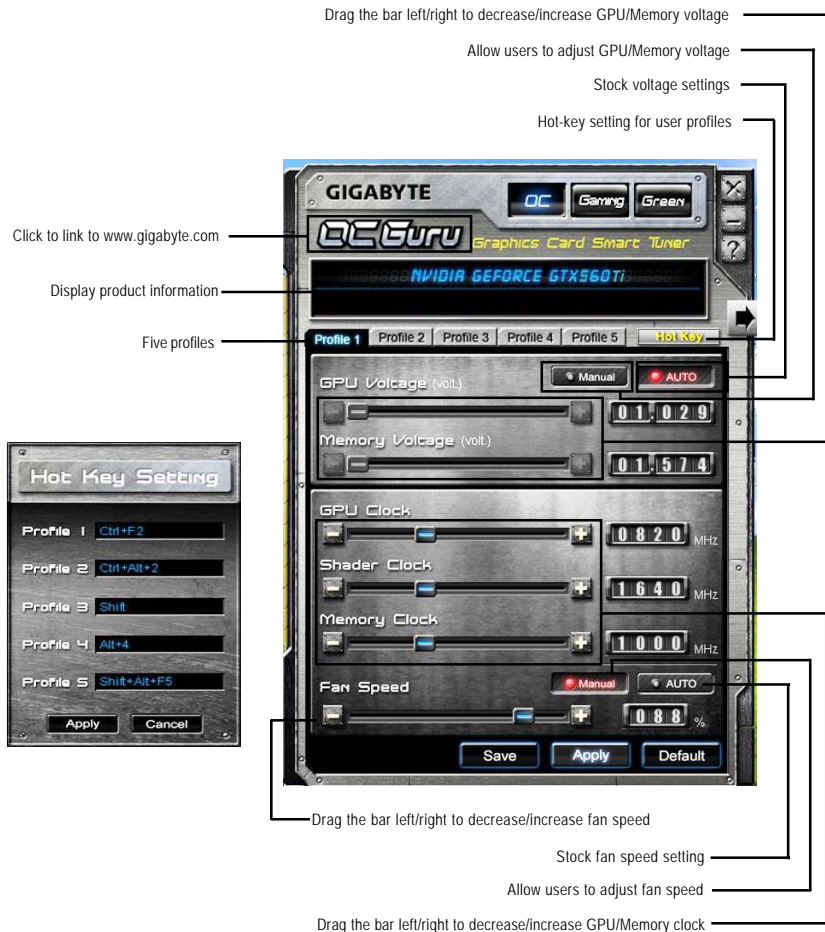 Drag the bar left/right to decrease/increase GPU/Memory voltage
Allow users to adjust GPU/Memory voltage
Stock voltage settings
Hot-key setting for user profiles
GIGABYTE
OC Gaming Green
OC Guru Graphics Card Smart Tuner
?
Click to link to www.gigabyte.com
NVIDIA GEFORCE GTX560Ti
Display product information
Five profiles
Profile 1 Profile 2 Profile 3 Profile 4 Profile 5 Hot Key
GPU Voltage (volt.) Manual AUTO
01.029
Memory Voltage (volt.)
01.574
GPU Clock
0820 MHz
Shader Clock
1640 MHz
Memory Clock
1000 MHz
Fan Speed Manual AUTO
088 %
Save Apply Default
Hot Key Setting
Profile 1 Ctrl+F2
Profile 2 Ctrl+Alt+2
Profile 3 Shift
Profile 4 Alt+4
Profile 5 Shift+Alt+F5
Apply Cancel
Drag the bar left/right to decrease/increase fan speed
Stock fan speed setting
Allow users to adjust fan speed
Drag the bar left/right to decrease/increase GPU/Memory clock